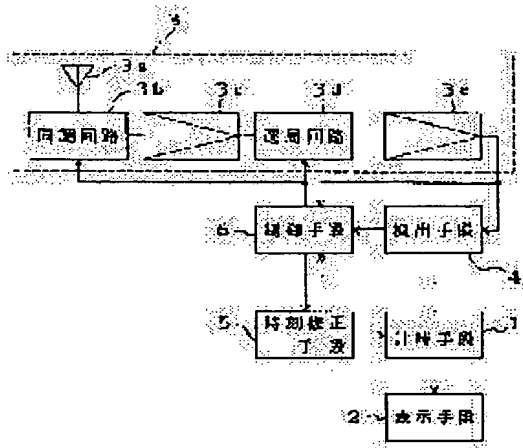 3
3a
3b
3c
3d
3e
同調回路
選局回路
6
制御手段
検出手段
4
5
時刻修正
手段
計時手段
1
2
表示手段